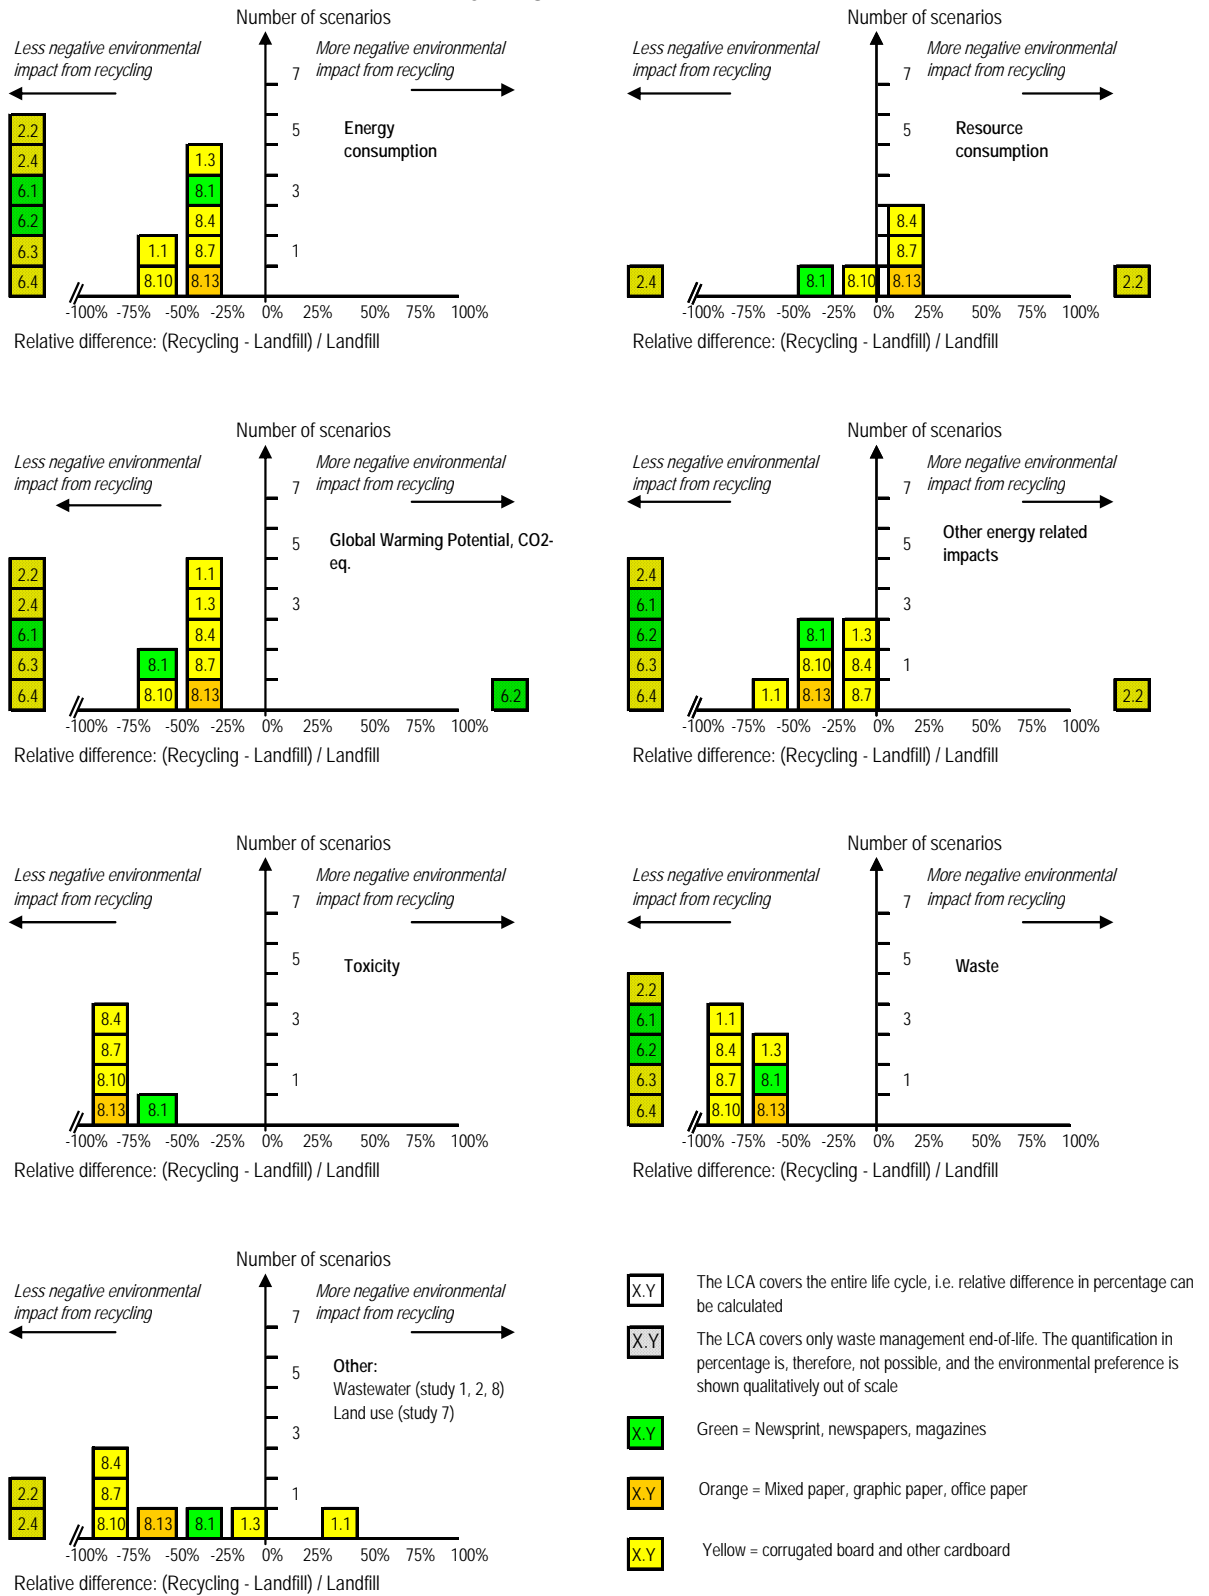 Number of scenarios
Less negative environmental
impact from recycling
More negative environmental
impact from recycling
7
5
3
1
Energy
consumption
2.2
2.4
6.1
6.2
6.3
6.4
1.1
8.10
1.3
8.1
8.4
8.7
8.13
-100% -75% -50% -25% 0% 25% 50% 75% 100%
Relative difference: (Recycling - Landfill) / Landfill
Number of scenarios
Less negative environmental
impact from recycling
More negative environmental
impact from recycling
7
5
Resource
consumption
2.4
8.1
8.10
8.4
8.7
8.13
2.2
-100% -75% -50% -25% 0% 25% 50% 75% 100%
Relative difference: (Recycling - Landfill) / Landfill
Number of scenarios
Less negative environmental
impact from recycling
More negative environmental
impact from recycling
7
5
3
Global Warming Potential, CO2-
eq.
2.2
2.4
6.1
6.3
6.4
8.1
8.10
1.1
1.3
8.4
8.7
8.13
6.2
-100% -75% -50% -25% 0% 25% 50% 75% 100%
Relative difference: (Recycling - Landfill) / Landfill
Number of scenarios
Less negative environmental
impact from recycling
More negative environmental
impact from recycling
7
5
3
1
Other energy related
impacts
2.4
6.1
6.2
6.3
6.4
1.1
8.1
8.10
8.13
1.3
8.4
8.7
2.2
-100% -75% -50% -25% 0% 25% 50% 75% 100%
Relative difference: (Recycling - Landfill) / Landfill
Number of scenarios
Less negative environmental
impact from recycling
More negative environmental
impact from recycling
7
5
3
1
Toxicity
8.4
8.7
8.10
8.13
8.1
-100% -75% -50% -25% 0% 25% 50% 75% 100%
Relative difference: (Recycling - Landfill) / Landfill
Number of scenarios
Less negative environmental
impact from recycling
More negative environmental
impact from recycling
7
5
3
1
Waste
2.2
6.1
6.2
6.3
6.4
1.1
8.4
8.7
8.10
1.3
8.1
8.13
-100% -75% -50% -25% 0% 25% 50% 75% 100%
Relative difference: (Recycling - Landfill) / Landfill
Number of scenarios
Less negative environmental
impact from recycling
More negative environmental
impact from recycling
7
5
3
1
Other:
Wastewater (study 1, 2, 8)
Land use (study 7)
2.2
2.4
8.4
8.7
8.10
8.13
8.1
1.3
1.1
-100% -75% -50% -25% 0% 25% 50% 75% 100%
Relative difference: (Recycling - Landfill) / Landfill
X.Y The LCA covers the entire life cycle, i.e. relative difference in percentage can
be calculated
X.Y The LCA covers only waste management end-of-life. The quantification in
percentage is, therefore, not possible, and the environmental preference is
shown qualitatively out of scale
X.Y Green = Newsprint, newspapers, magazines
X.Y Orange = Mixed paper, graphic paper, office paper
X.Y Yellow = corrugated board and other cardboard